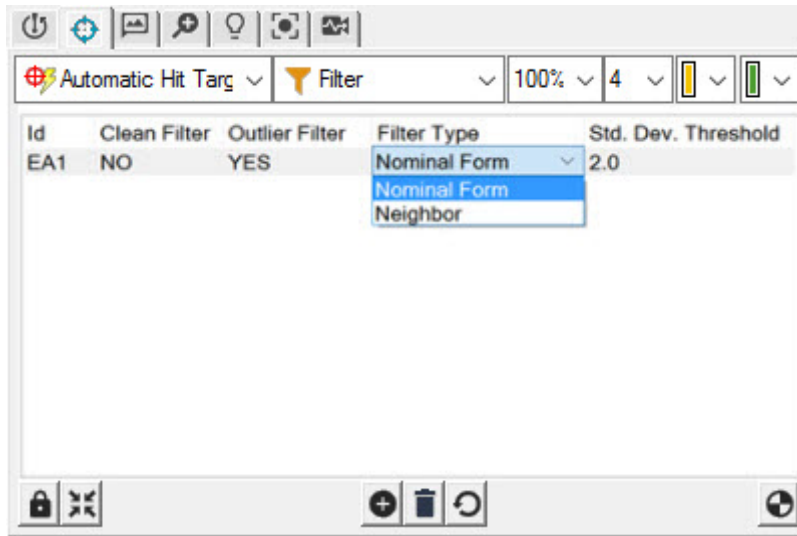 Automatic Hit Targ Filter 100% 4
Id Clean Filter Outlier Filter Filter Type Std. Dev. Threshold
EA1 NO YES Nominal Form 2.0
Nominal Form
Neighbor